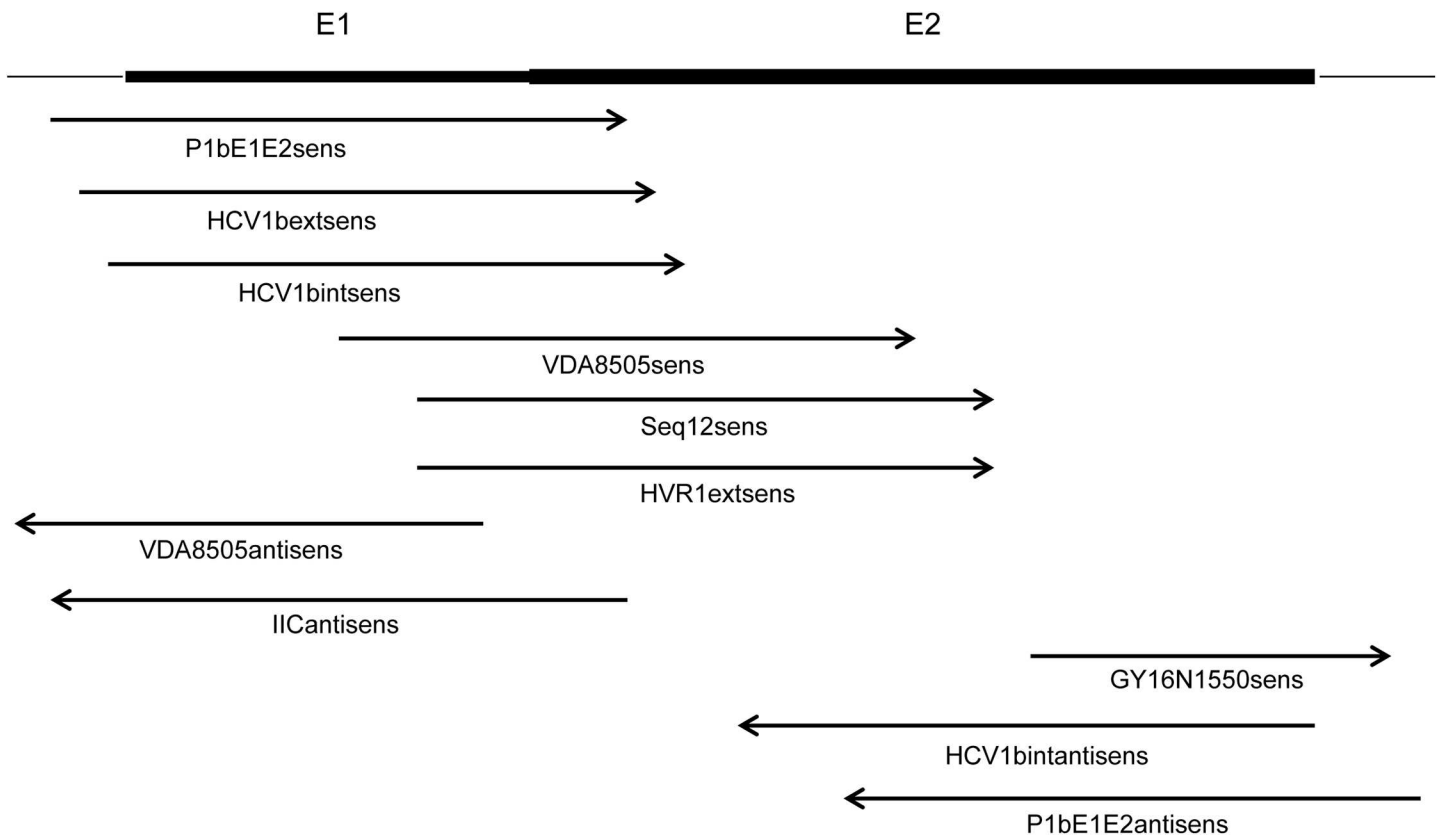 E1
E2
P1bE1E2sens
HCV1bextsens
HCV1bintsens
VDA8505sens
Seq12sens
HVR1extsens
VDA8505antisens
IICantisens
GY16N1550sens
HCV1bintantisens
P1bE1E2antisens